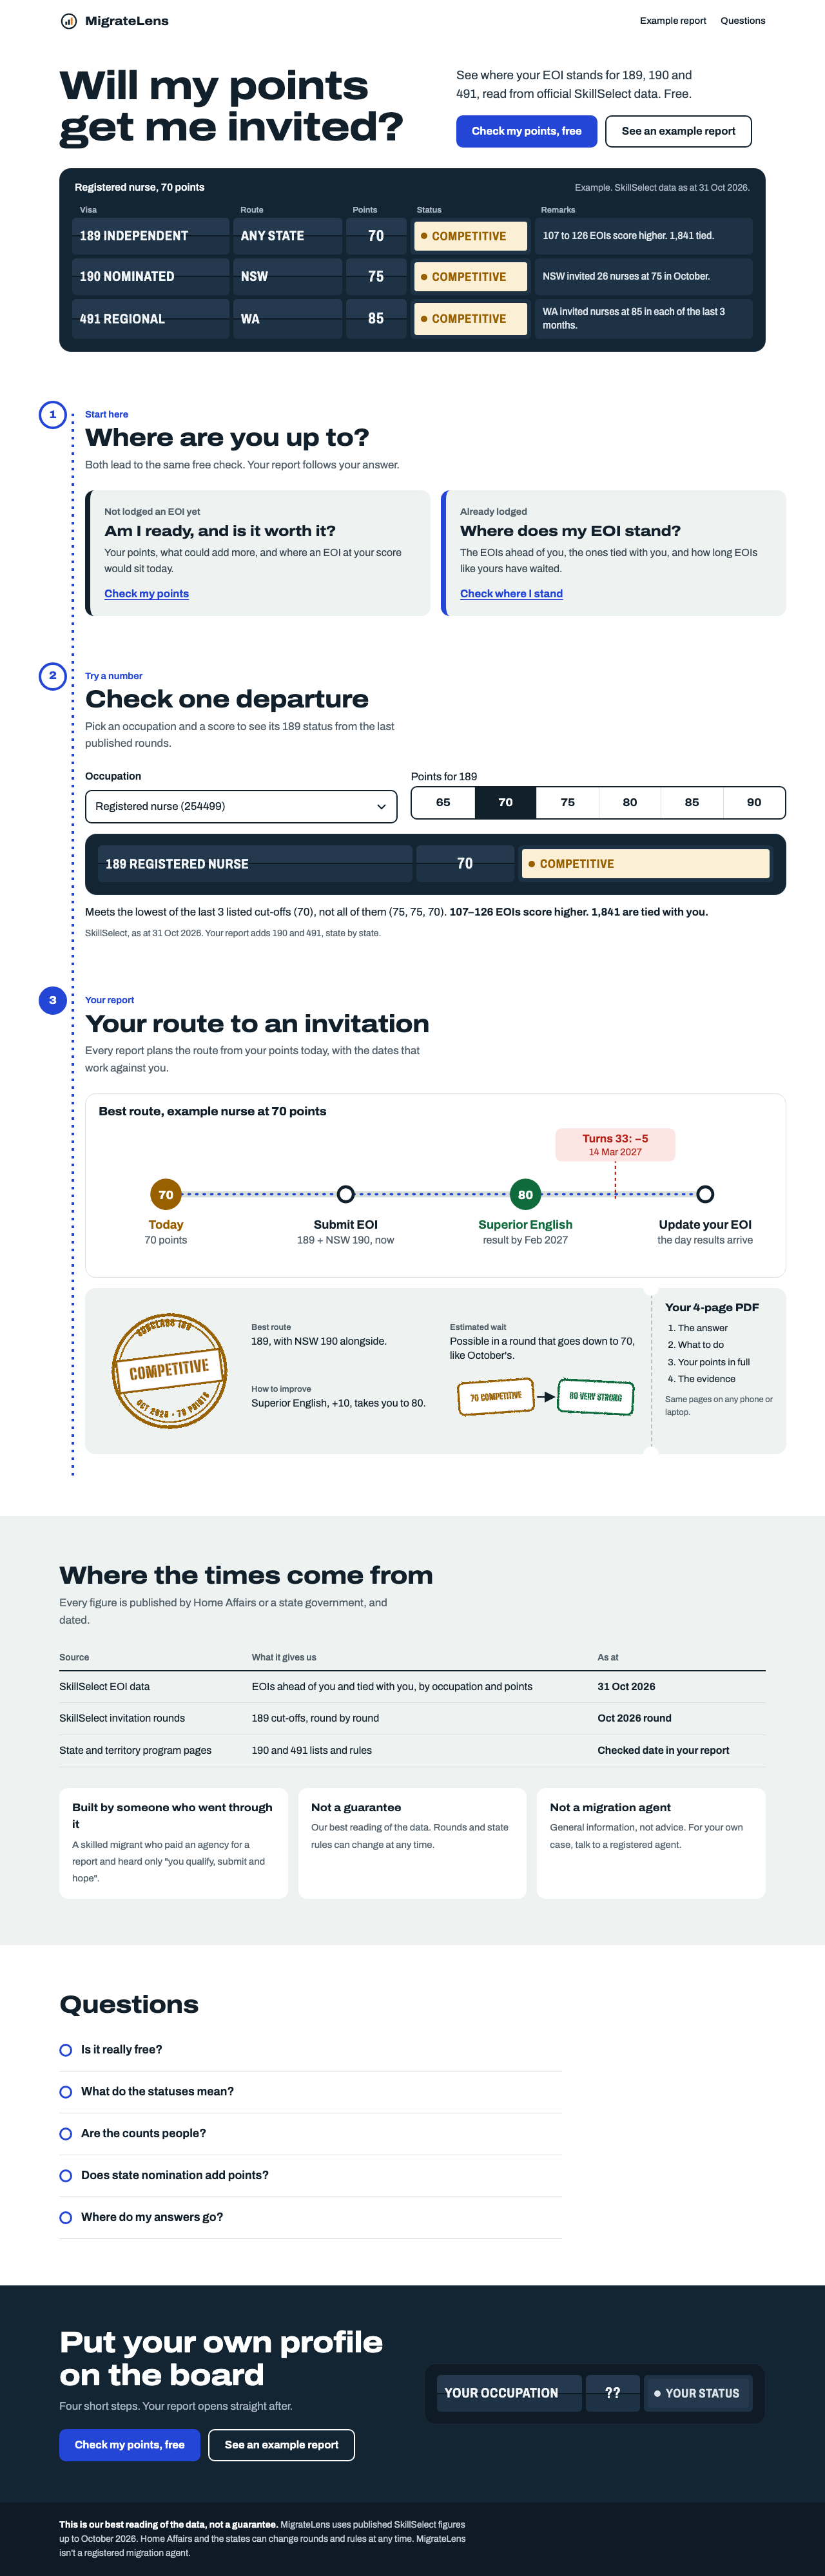 MigrateLens
Example report
Questions
Will my points
get me invited?
See where your EOI stands for 189, 190 and
491, read from official SkillSelect data. Free.
Check my points, free
See an example report
Registered nurse, 70 points
Example. SkillSelect data as at 31 Oct 2026.
Visa
Route
Points
Status
Remarks
189 INDEPENDENT
ANY STATE
70
COMPETITIVE
107 to 126 EOIs score higher. 1,841 tied.
190 NOMINATED
NSW
75
COMPETITIVE
NSW invited 26 nurses at 75 in October.
491 REGIONAL
WA
85
COMPETITIVE
WA invited nurses at 85 in each of the last 3
months.
1
Start here
Where are you up to?
Both lead to the same free check. Your report follows your answer.
Not lodged an EOI yet
Am I ready, and is it worth it?
Your points, what could add more, and where an EOI at your score
would sit today.
Check my points
Already lodged
Where does my EOI stand?
The EOIs ahead of you, the ones tied with you, and how long EOIs
like yours have waited.
Check where I stand
2
Try a number
Check one departure
Pick an occupation and a score to see its 189 status from the last
published rounds.
Occupation
Registered nurse (254499)
Points for 189
65
70
75
80
85
90
189 REGISTERED NURSE
70
COMPETITIVE
Meets the lowest of the last 3 listed cut-offs (70), not all of them (75, 75, 70). 107–126 EOIs score higher. 1,841 are tied with you.
SkillSelect, as at 31 Oct 2026. Your report adds 190 and 491, state by state.
3
Your report
Your route to an invitation
Every report plans the route from your points today, with the dates that
work against you.
Best route, example nurse at 70 points
Turns 33: −5
14 Mar 2027
70
80
Today
70 points
Submit EOI
189 + NSW 190, now
Superior English
result by Feb 2027
Update your EOI
the day results arrive
SUBCLASS 189
COMPETITIVE
OCT 2026 • 70 POINTS
Best route
189, with NSW 190 alongside.
How to improve
Superior English, +10, takes you to 80.
Estimated wait
Possible in a round that goes down to 70,
like October's.
70 COMPETITIVE
80 VERY STRONG
Your 4-page PDF
1. The answer
2. What to do
3. Your points in full
4. The evidence
Same pages on any phone or
laptop.
Where the times come from
Every figure is published by Home Affairs or a state government, and
dated.
Source
What it gives us
As at
SkillSelect EOI data
EOIs ahead of you and tied with you, by occupation and points
31 Oct 2026
SkillSelect invitation rounds
189 cut-offs, round by round
Oct 2026 round
State and territory program pages
190 and 491 lists and rules
Checked date in your report
Built by someone who went through
it
A skilled migrant who paid an agency for a
report and heard only "you qualify, submit and
hope".
Not a guarantee
Our best reading of the data. Rounds and state
rules can change at any time.
Not a migration agent
General information, not advice. For your own
case, talk to a registered agent.
Questions
Is it really free?
What do the statuses mean?
Are the counts people?
Does state nomination add points?
Where do my answers go?
Put your own profile
on the board
Four short steps. Your report opens straight after.
Check my points, free
See an example report
YOUR OCCUPATION
??
YOUR STATUS
This is our best reading of the data, not a guarantee. MigrateLens uses published SkillSelect figures
up to October 2026. Home Affairs and the states can change rounds and rules at any time. MigrateLens
isn't a registered migration agent.